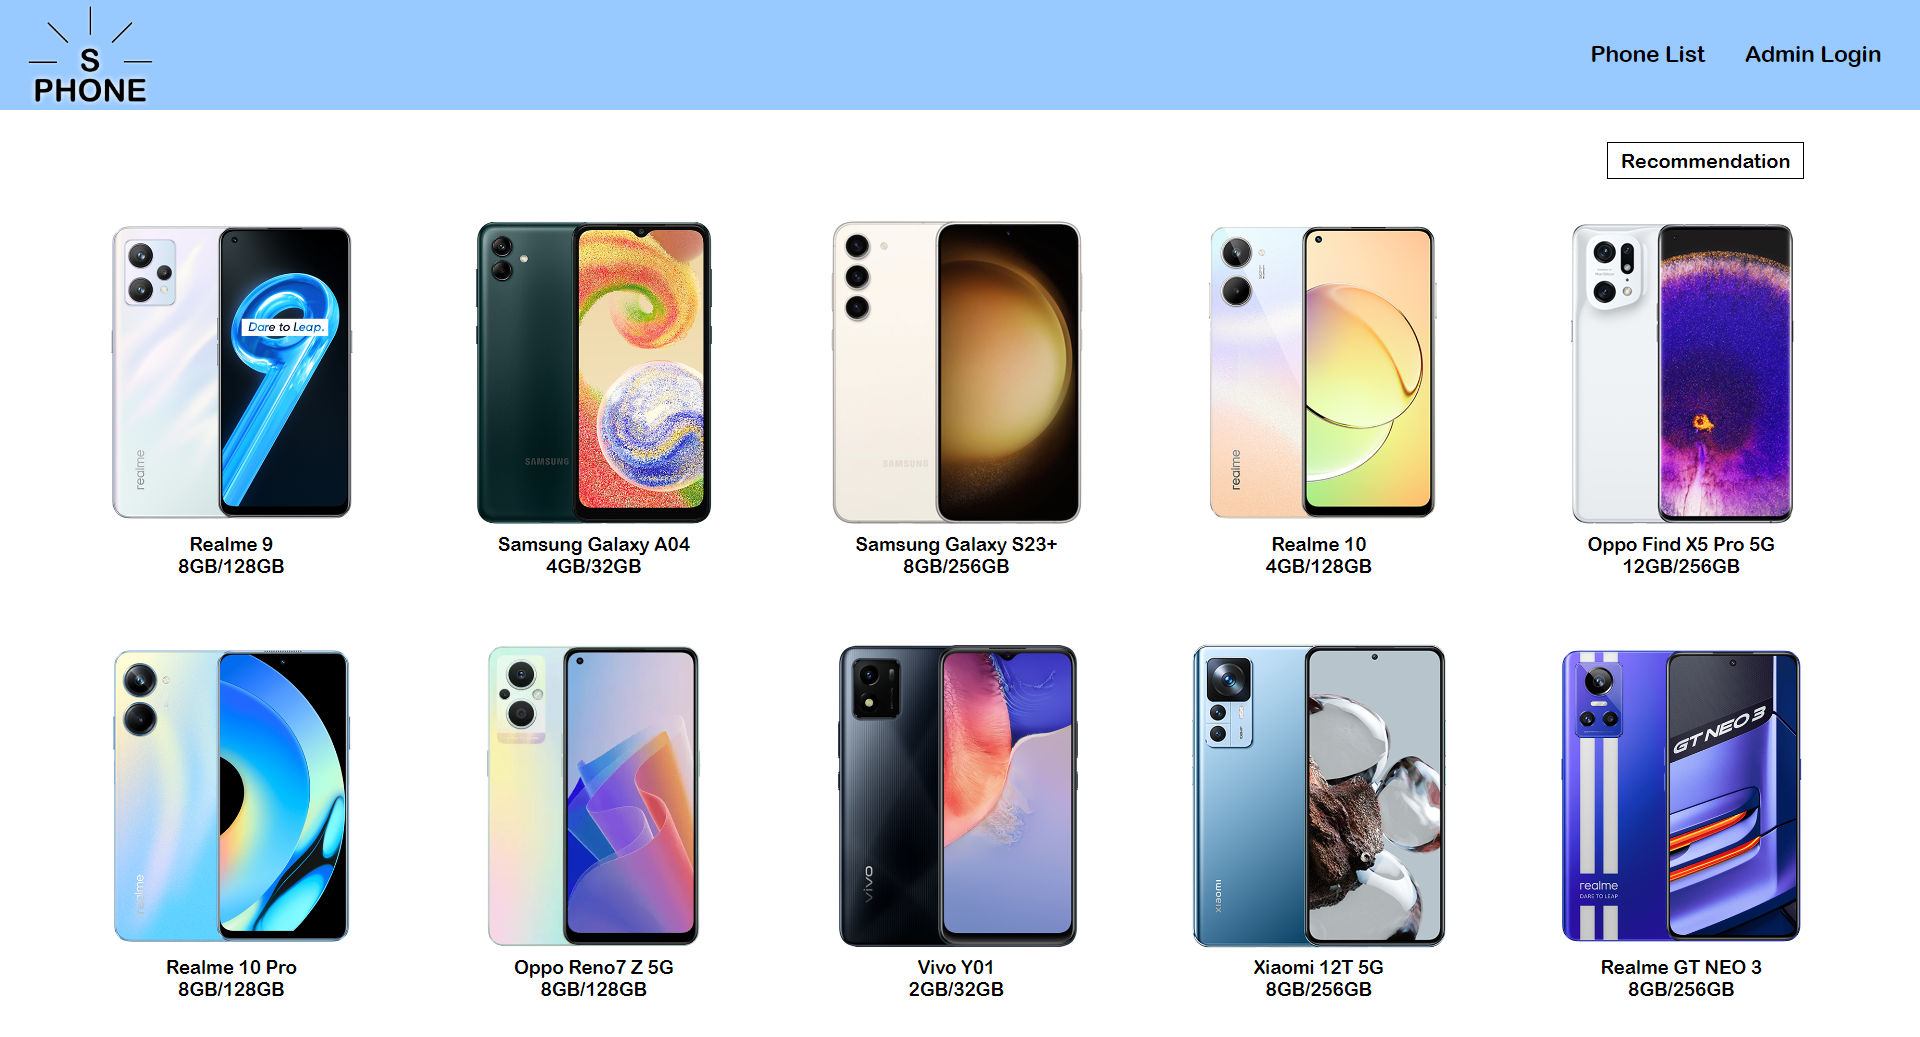 S
PHONE
Phone List
Admin Login
Recommendation
Dare to Leap.
realme
SAMSUNG
SAMSUNG
realme
Realme 9
8GB/128GB
Samsung Galaxy A04
4GB/32GB
Samsung Galaxy S23+
8GB/256GB
Realme 10
4GB/128GB
Oppo Find X5 Pro 5G
12GB/256GB
GT NEO 3
realme
vivo
xiaomi
realme
DARE TO LEAP
Realme 10 Pro
8GB/128GB
Oppo Reno7 Z 5G
8GB/128GB
Vivo Y01
2GB/32GB
Xiaomi 12T 5G
8GB/256GB
Realme GT NEO 3
8GB/256GB